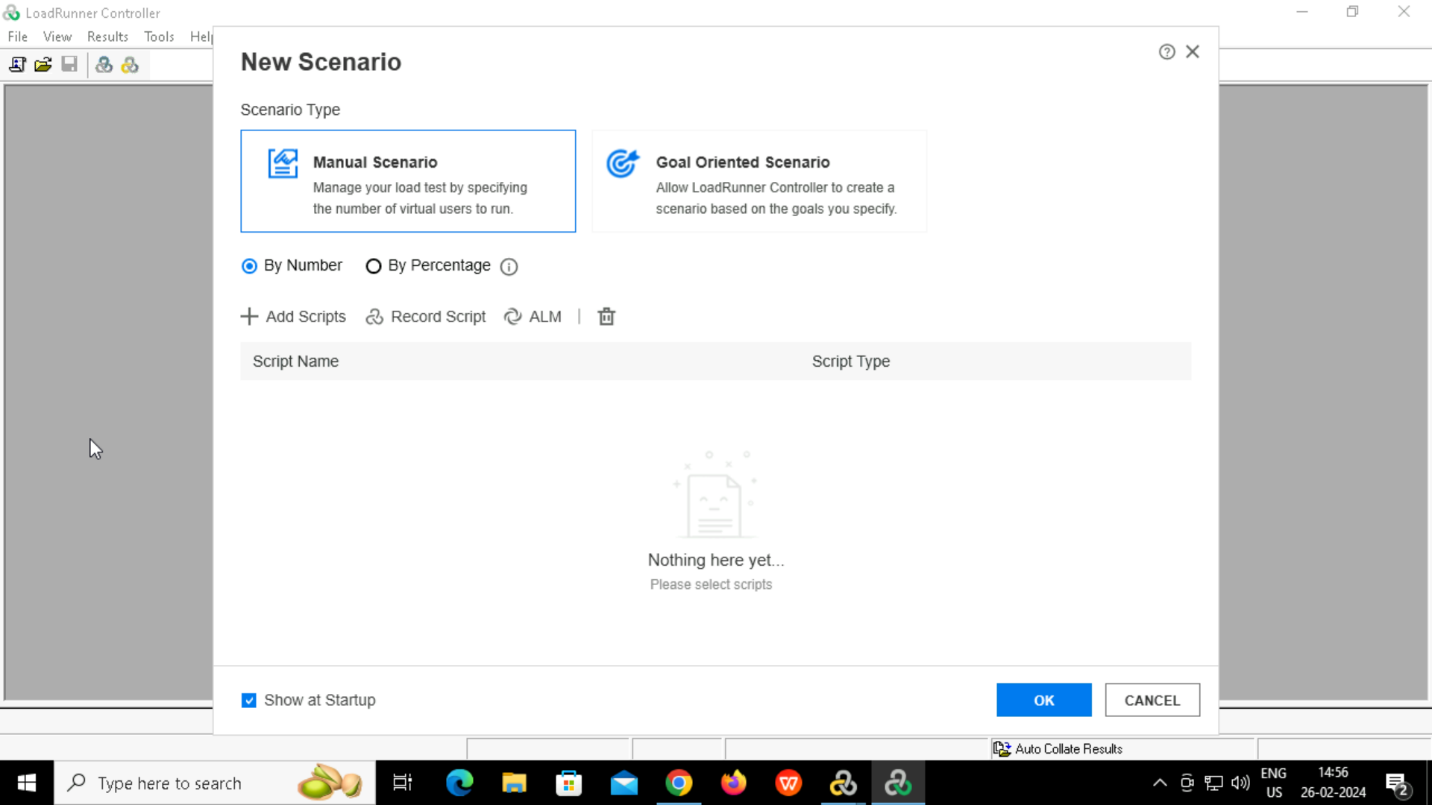 LoadRunner Controller
File View Results Tools Help
New Scenario
Scenario Type
Manual Scenario
Manage your load test by specifying
the number of virtual users to run.
Goal Oriented Scenario
Allow LoadRunner Controller to create a
scenario based on the goals you specify.
By Number By Percentage
Add Scripts Record Script ALM
Script Name Script Type
Nothing here yet...
Please select scripts
Show at Startup
OK CANCEL
Auto Collate Results
Type here to search
ENG
US
14:56
26-02-2024
2